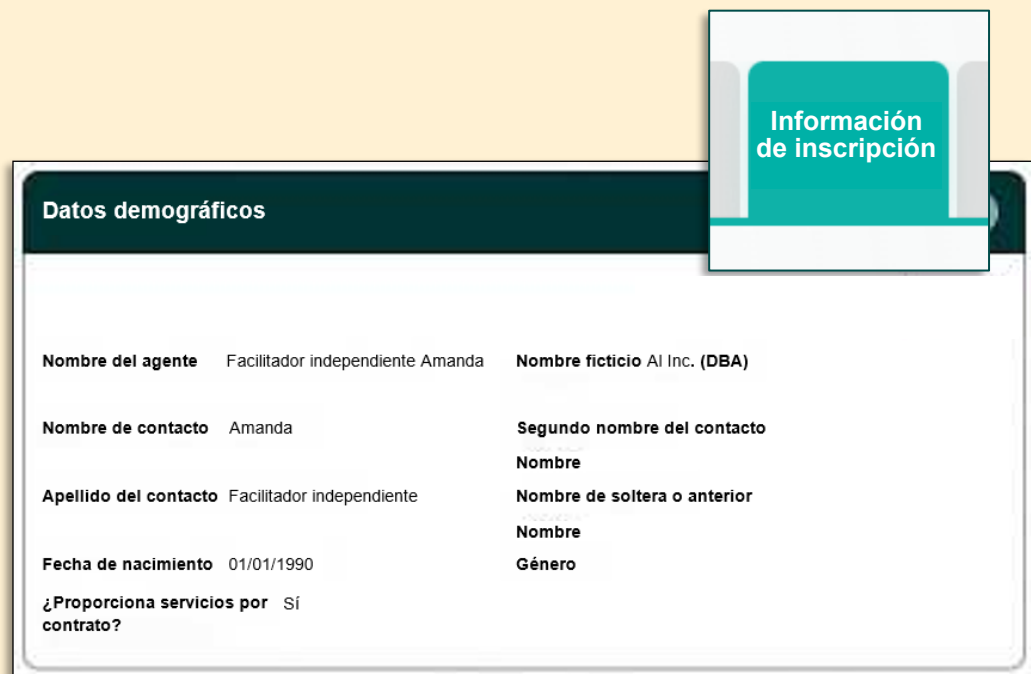 Información
de inscripción
Datos demográficos
Nombre del agente Facilitador independiente Amanda Nombre ficticio Al Inc. (DBA)
Nombre de contacto Amanda Segundo nombre del contacto
Nombre
Apellido del contacto Facilitador independiente Nombre de soltera o anterior
Nombre
Fecha de nacimiento 01/01/1990 Género
¿Proporciona servicios por Sí
contrato?